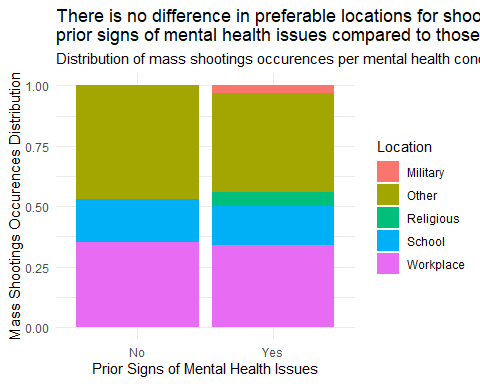 There is no difference in preferable locations for
prior signs of mental health issues compared to those
Distribution of mass shootings occurences per mental health
Mass Shootings Occurences Distribution
1.00
0.75
0.50
0.25
0.00
No
Yes
Prior Signs of Mental Health Issues
Location
Military
Other
Religious
School
Workplace